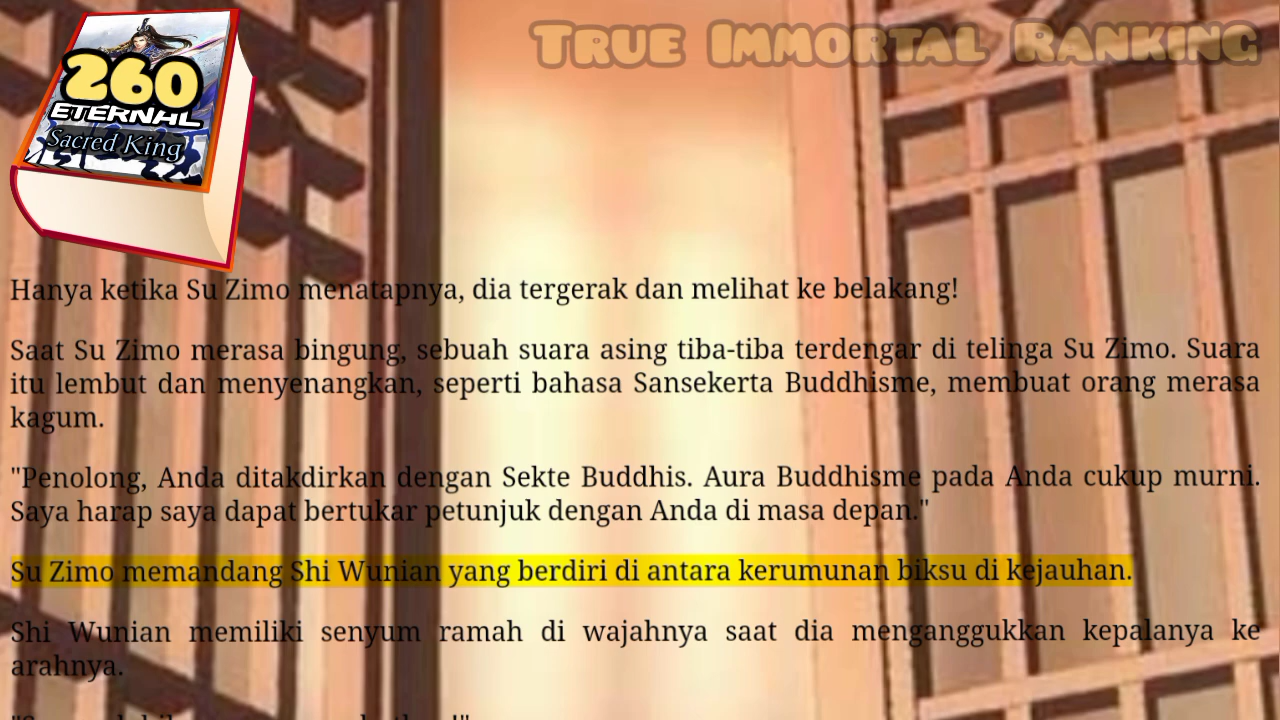 True Immortal Ranking
260
ETERNAL
Sacred King
Hanya ketika Su Zimo menatapnya, dia tergerak dan melihat ke belakang!
Saat Su Zimo merasa bingung, sebuah suara asing tiba-tiba terdengar di telinga Su Zimo. Suara
itu lembut dan menyenangkan, seperti bahasa Sansekerta Buddhisme, membuat orang merasa
kagum.
"Penolong, Anda ditakdirkan dengan Sekte Buddhis. Aura Buddhisme pada Anda cukup murni.
Saya harap saya dapat bertukar petunjuk dengan Anda di masa depan."
Su Zimo memandang Shi Wunian yang berdiri di antara kerumunan biksu di kejauhan.
Shi Wunian memiliki senyum ramah di wajahnya saat dia menganggukkan kepalanya ke
arahnya.